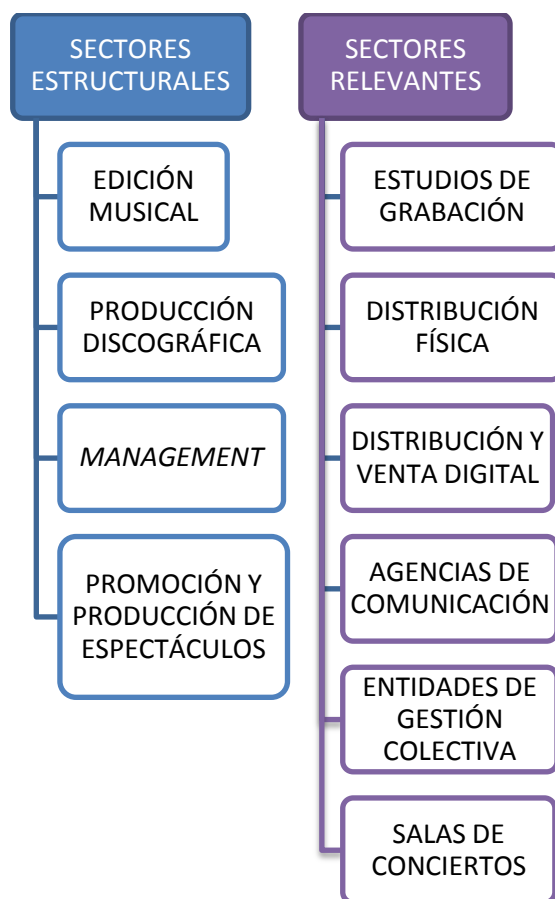 SECTORES
ESTRUCTURALES
EDICIÓN
MUSICAL
PRODUCCIÓN
DISCOGRÁFICA
MANAGEMENT
PROMOCIÓN Y
PRODUCCIÓN DE
ESPECTÁCULOS
SECTORES
RELEVANTES
ESTUDIOS DE
GRABACIÓN
DISTRIBUCIÓN
FÍSICA
DISTRIBUCIÓN Y
VENTA DIGITAL
AGENCIAS DE
COMUNICACIÓN
ENTIDADES DE
GESTIÓN
COLECTIVA
SALAS DE
CONCIERTOS